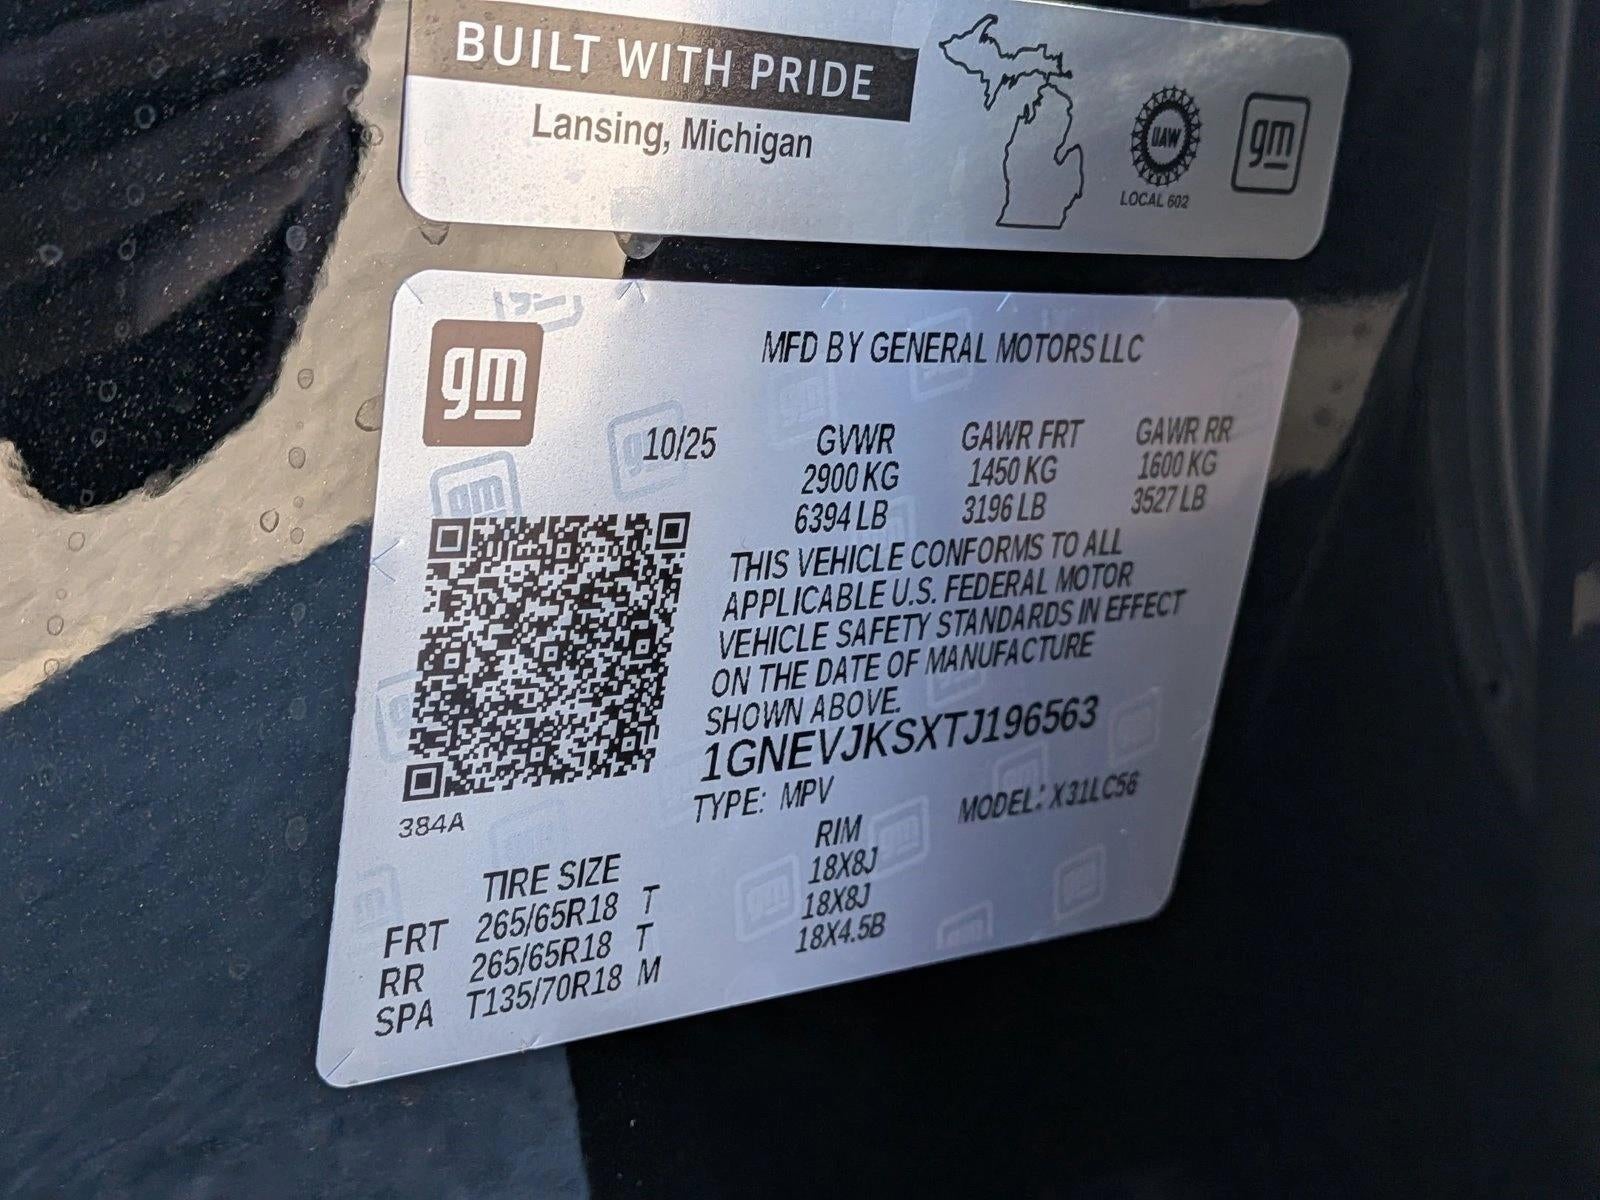 BUILT WITH PRIDE
Lansing, Michigan
UAW
LOCAL 602
gm
gm
MFD BY GENERAL MOTORS LLC
10/25
GVWR GAWR FRT GAWR RR
2900 KG 1450 KG 1600 KG
6394 LB 3196 LB 3527 LB
THIS VEHICLE CONFORMS TO ALL
APPLICABLE U.S. FEDERAL MOTOR
VEHICLE SAFETY STANDARDS IN EFFECT
ON THE DATE OF MANUFACTURE
SHOWN ABOVE.
1GNEVJKSXTJ196563
TYPE: MPV MODEL: X31LC56
384A
TIRE SIZE RIM
FRT 265/65R18 T 18X8J
RR 265/65R18 T 18X8J
SPA T135/70R18 M 18X4.5B